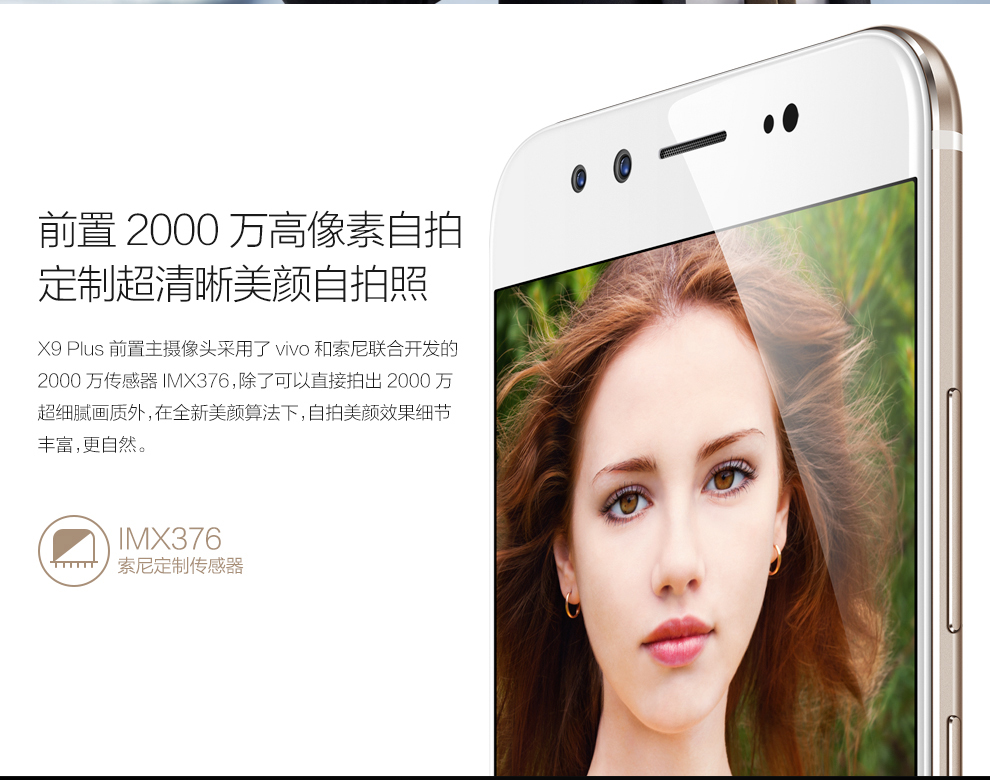 前置 2000 万高像素自拍
定制超清晰美颜自拍照
X9 Plus 前置主摄像头采用了 vivo 和索尼联合开发的
2000 万传感器 IMX376，除了可以直接拍出 2000 万
超细腻画质外，在全新美颜算法下，自拍美颜效果细节
丰富，更自然。
IMX376
索尼定制传感器